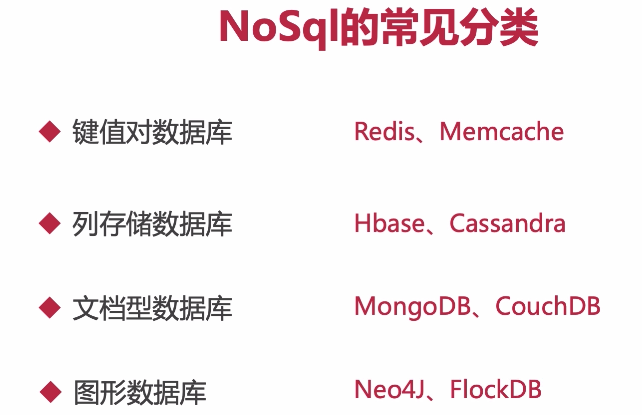 NoSql的常见分类
键值对数据库 Redis、Memcache
列存储数据库 Hbase、Cassandra
文档型数据库 MongoDB、CouchDB
图形数据库 Neo4J、FlockDB